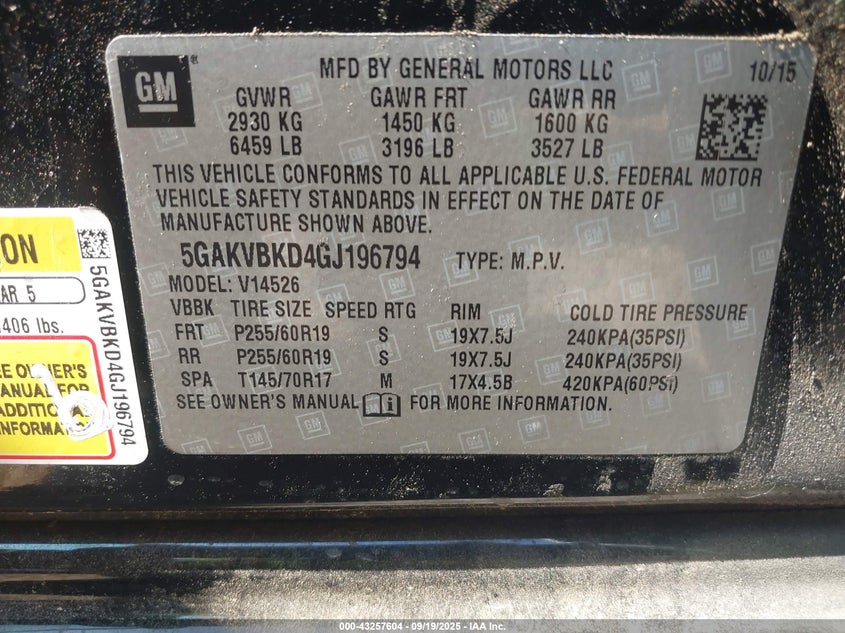 GM
MFD BY GENERAL MOTORS LLC 10/15
GVWR GAWR FRT GAWR RR
2930 KG 1450 KG 1600 KG
6459 LB 3196 LB 3527 LB
THIS VEHICLE CONFORMS TO ALL APPLICABLE U.S. FEDERAL MOTOR
VEHICLE SAFETY STANDARDS IN EFFECT ON THE DATE OF
MANUFACTURE SHOWN ABOVE.
5GAKVBKD4GJ196794 TYPE: M.P.V.
MODEL: V14526
VBBK TIRE SIZE SPEED RTG RIM COLD TIRE PRESSURE
FRT P255/60R19 S 19X7.5J 240KPA(35PSI)
RR P255/60R19 S 19X7.5J 240KPA(35PSI)
SPA T145/70R17 M 17X4.5B 420KPA(60PSI)
SEE OWNER'S MANUAL FOR MORE INFORMATION.
ION
AR 5
406 lbs.
EE OWNER'S
ANUAL FOR
ADDITIONA
INFORMAT
5GAKVBKD4GJ196794
000-43257604 - 09/19/2025 - IAA Inc.